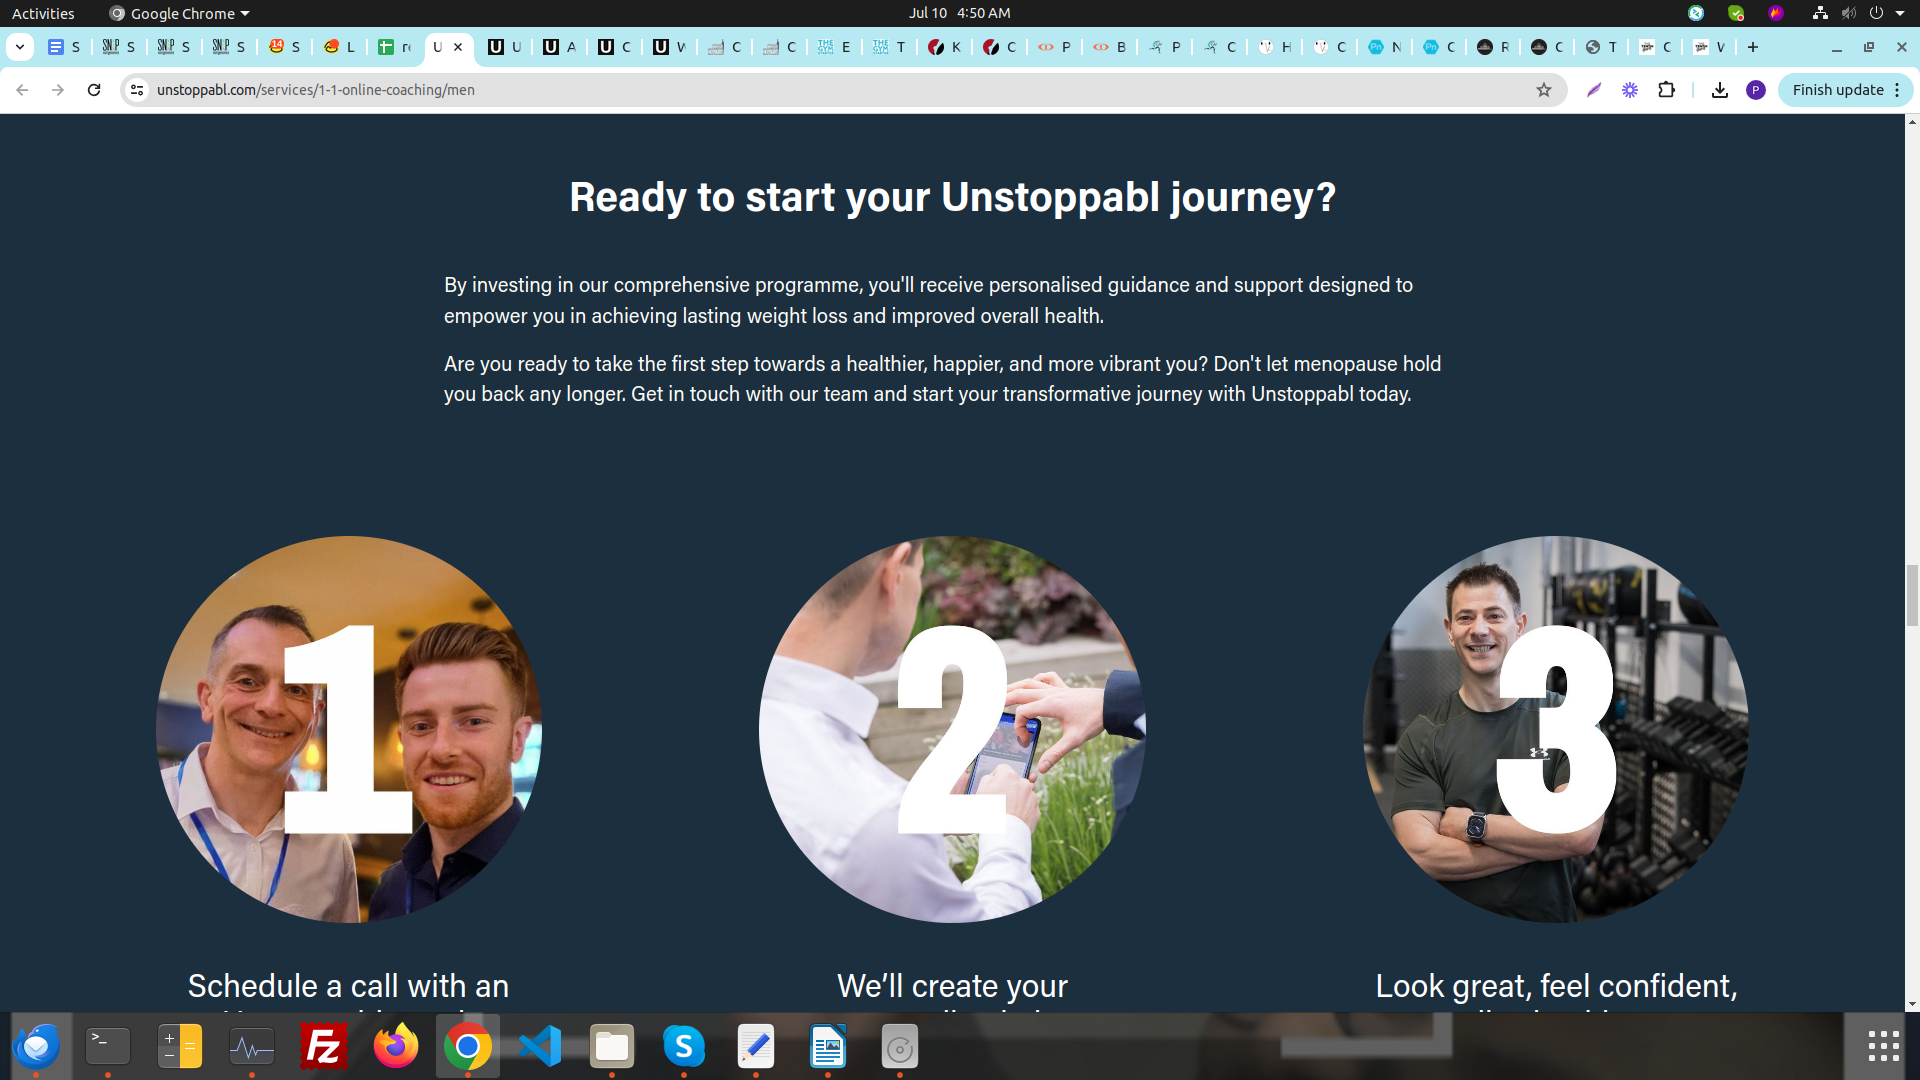 Activities
Google Chrome
Jul 10 4:50 AM
S
S
S
S
S
L
re
U
U
A
C
W
C
C
E
T
K
C
P
B
P
C
H
C
N
C
R
C
T
C
V
unstoppabl.com/services/1-1-online-coaching/men
P
Finish update
Ready to start your Unstoppabl journey?
By investing in our comprehensive programme, you'll receive personalised guidance and support designed to
empower you in achieving lasting weight loss and improved overall health.
Are you ready to take the first step towards a healthier, happier, and more vibrant you? Don't let menopause hold
you back any longer. Get in touch with our team and start your transformative journey with Unstoppabl today.
1
2
3
Schedule a call with an
We’ll create your
Look great, feel confident,